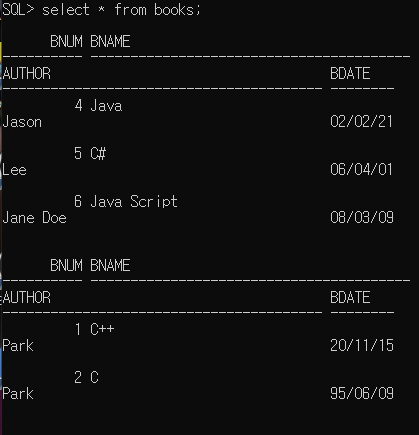 SQL> select * from books;
BNUM BNAME
---------- ----------------------------------------
AUTHOR BDATE
---------------------------------------- --------
4 Java
Jason 02/02/21
5 C#
Lee 06/04/01
6 Java Script
Jane Doe 08/03/09
BNUM BNAME
---------- ----------------------------------------
AUTHOR BDATE
---------------------------------------- --------
1 C++
Park 20/11/15
2 C
Park 95/06/09